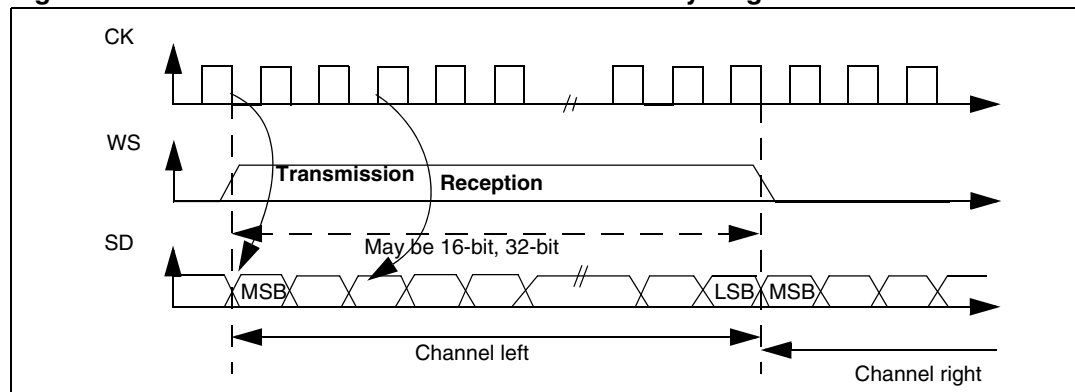 CK
WS
Transmission
Reception
May be 16-bit, 32-bit
SD
MSB
LSB
MSB
Channel left
Channel right